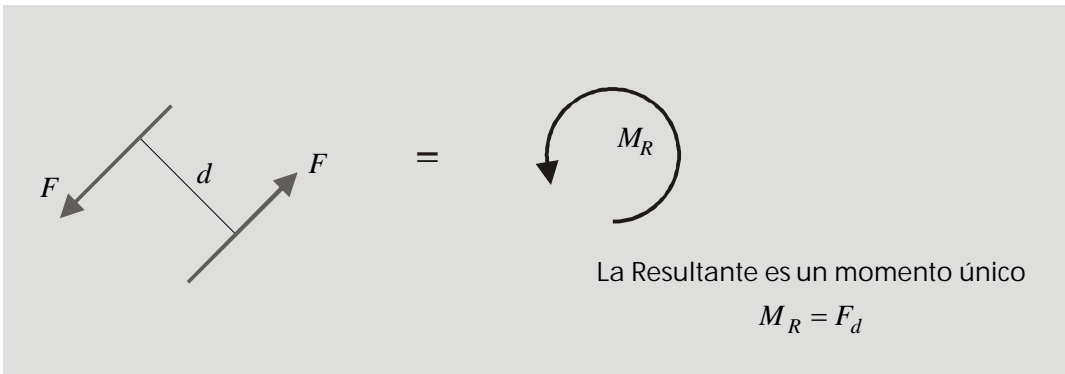 F
d
F
=
M_R
La Resultante es un momento único
M_R = F_d